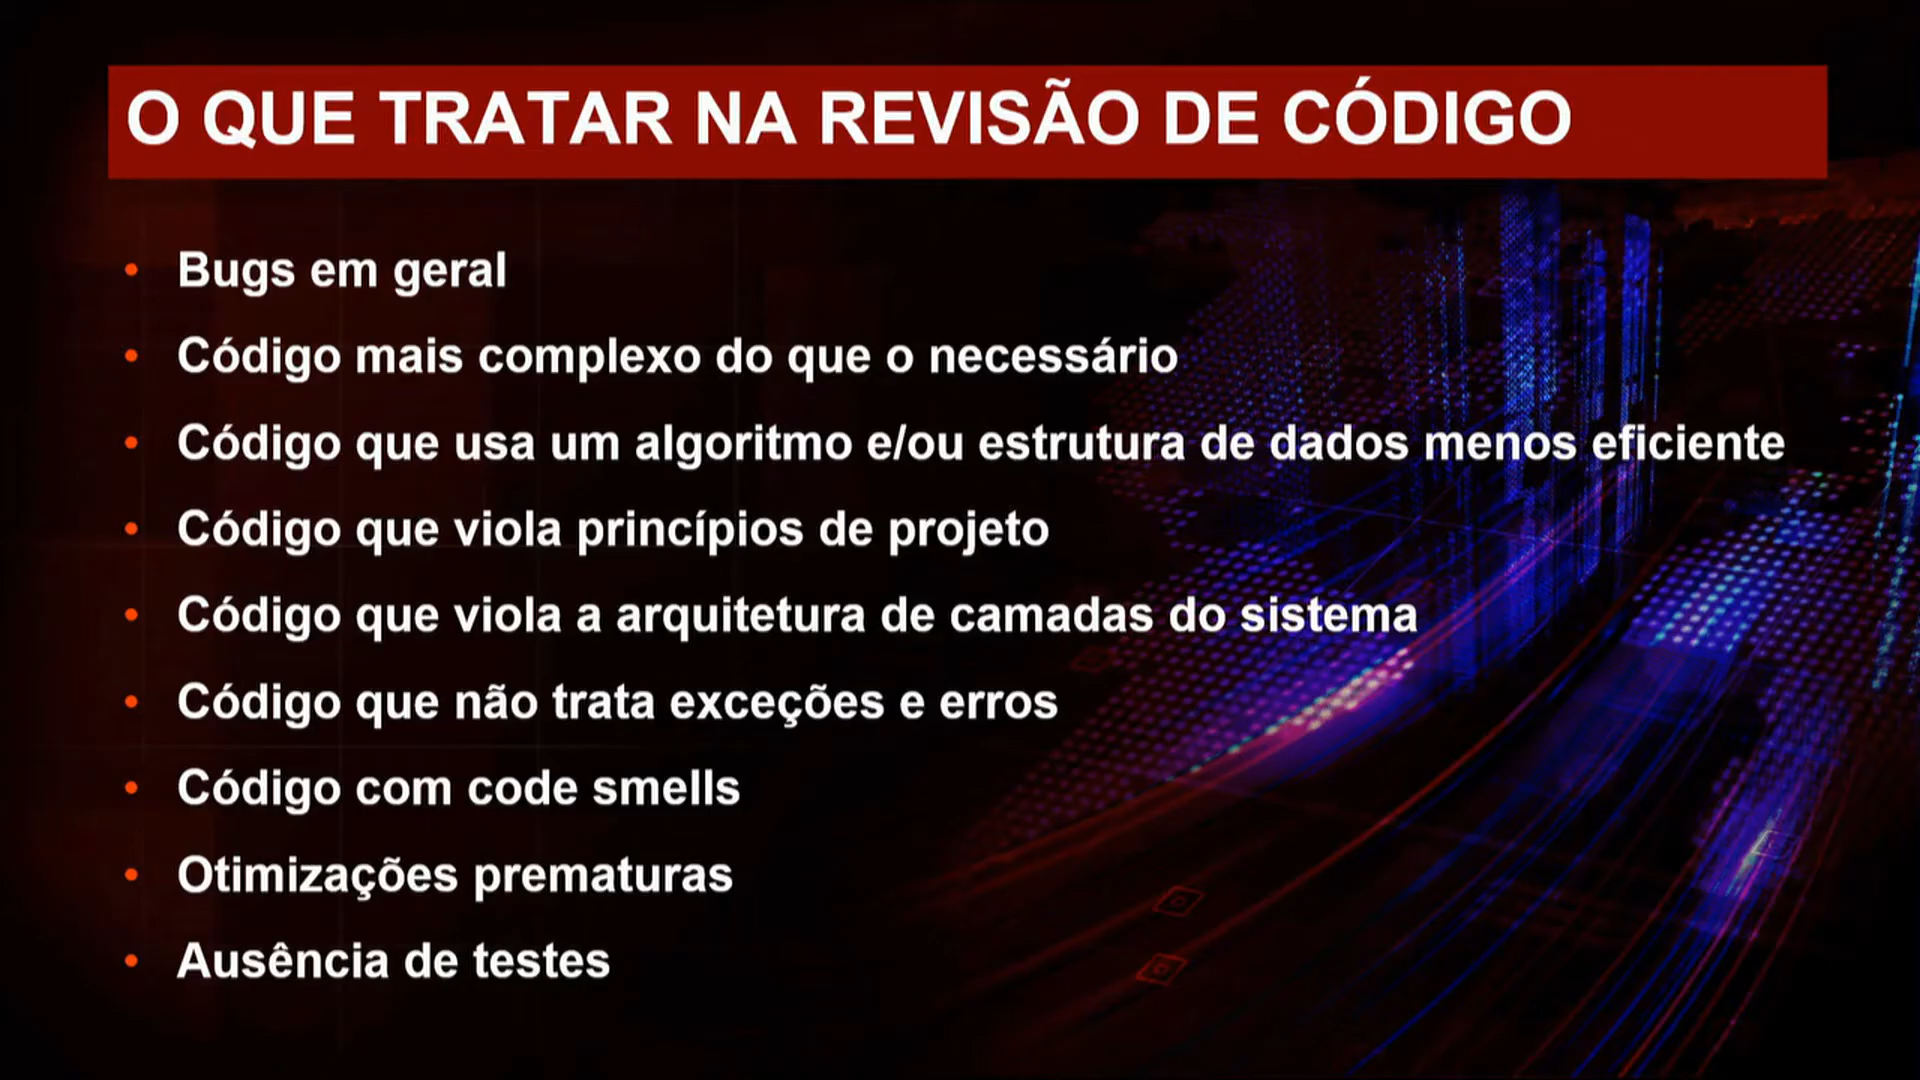 O QUE TRATAR NA REVISÃO DE CÓDIGO
• Bugs em geral
• Código mais complexo do que o necessário
• Código que usa um algoritmo e/ou estrutura de dados menos eficiente
• Código que viola princípios de projeto
• Código que viola a arquitetura de camadas do sistema
• Código que não trata exceções e erros
• Código com code smells
• Otimizações prematuras
• Ausência de testes